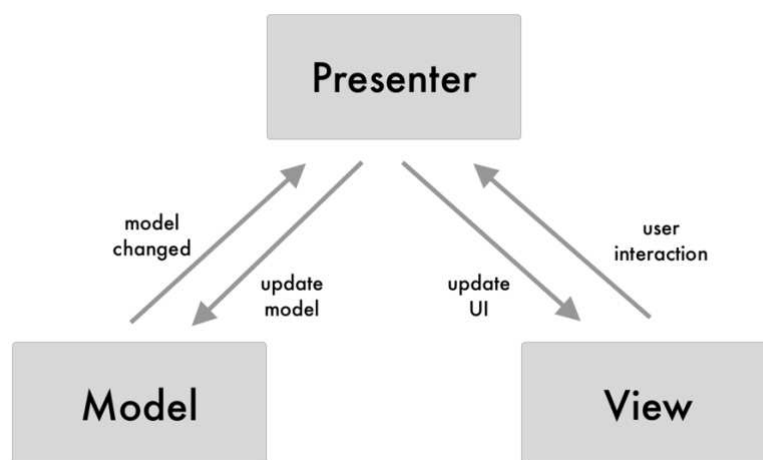 Presenter
model
changed
update
model
update
UI
user
interaction
Model
View